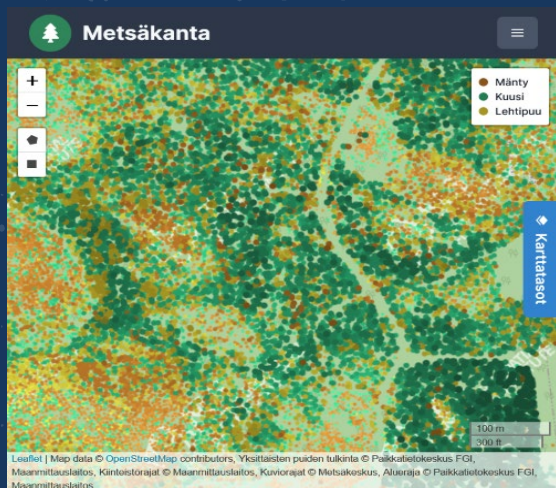 Metsäkanta
+
−
Mänty
Kuusi
Lehtipuu
Karttatasot
100 m
300 ft
Leaflet | Map data © OpenStreetMap contributors, Yksittäisten puiden tulkinta © Paikkatietokeskus FGI,
Maanmittauslaitos, Kiinteistörajat © Maanmittauslaitos, Kuviorajat © Metsäkeskus, Alueraja © Paikkatietokeskus FGI,
Maanmittauslaitos